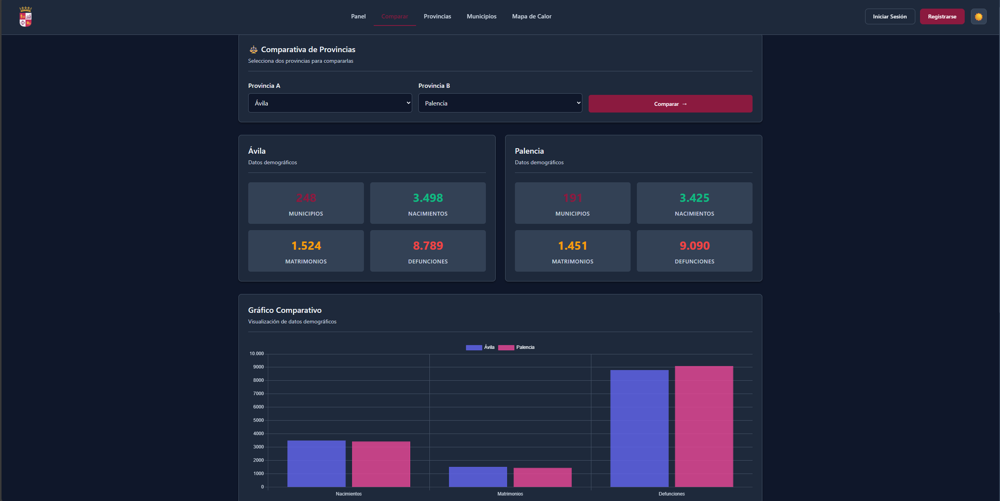 Panel Comparar Provincias Municipios Mapa de Calor Iniciar Sesión Registrarse
Comparativa de Provincias
Selecciona dos provincias para compararlas
Provincia A Provincia B
Ávila Palencia Comparar →
Ávila
Datos demográficos
248 3.498
MUNICIPIOS NACIMIENTOS
1.524 8.789
MATRIMONIOS DEFUNCIONES
Palencia
Datos demográficos
191 3.425
MUNICIPIOS NACIMIENTOS
1.451 9.090
MATRIMONIOS DEFUNCIONES
Gráfico Comparativo
Visualización de datos demográficos
Ávila Palencia
10.000
9000
8000
7000
6000
5000
4000
3000
2000
1000
0
Nacimientos Matrimonios Defunciones